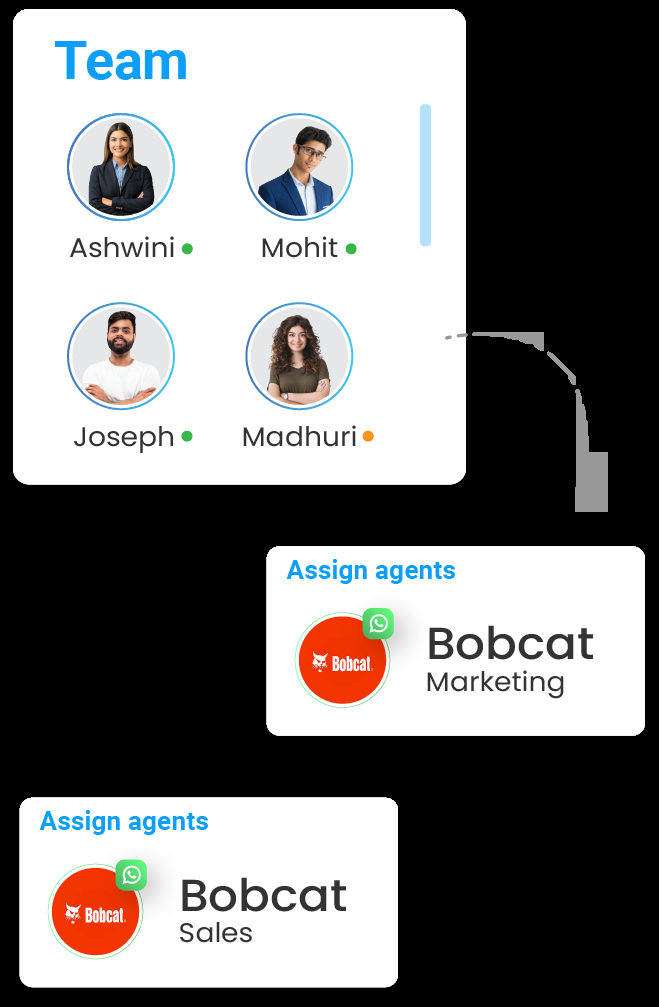 Team
Ashwini
Mohit
Joseph
Madhuri
Assign agents
Bobcat
Bobcat
Marketing
Assign agents
Bobcat
Bobcat
Sales